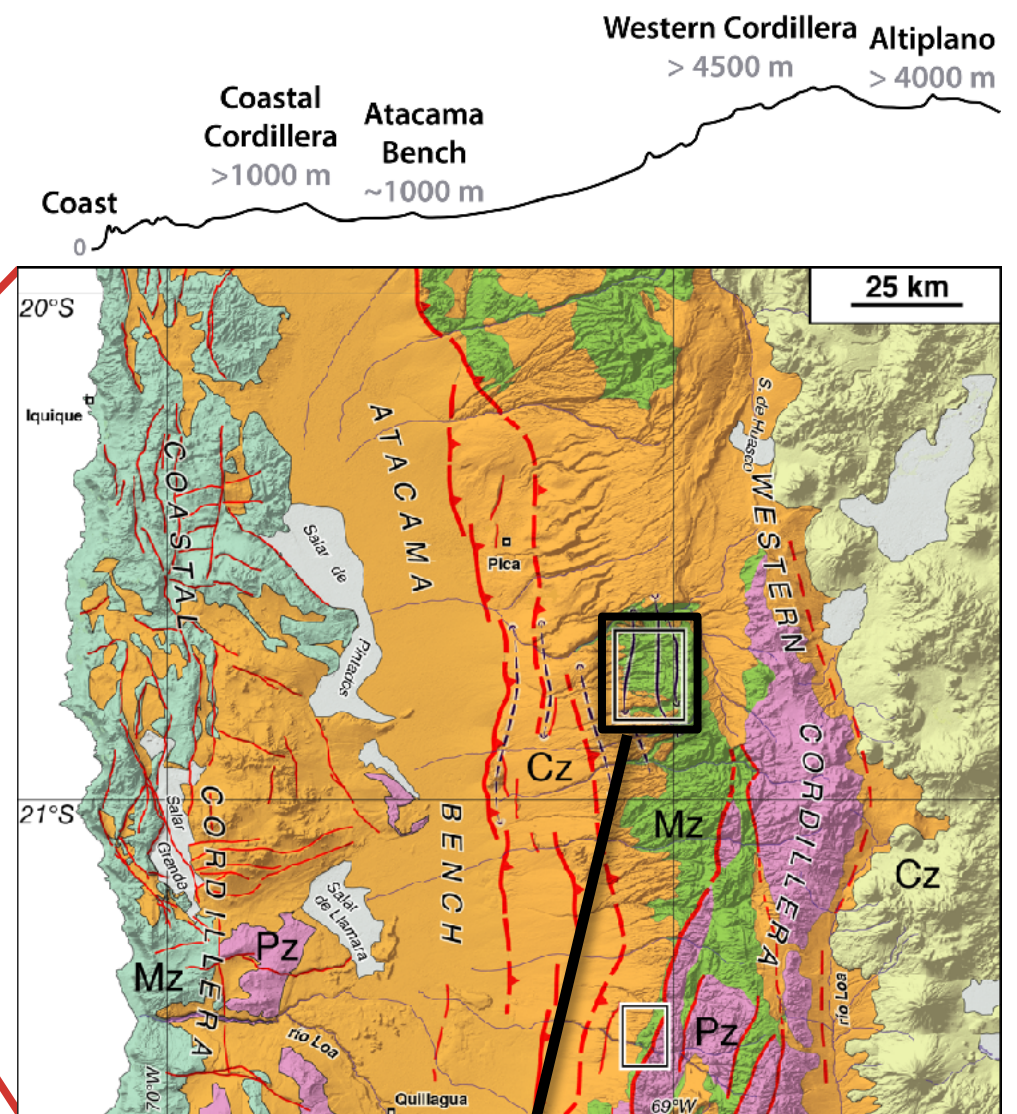 Western Cordillera
> 4500 m
Altiplano
> 4000 m
Coastal
Cordillera
>1000 m
Atacama
Bench
~1000 m
Coast
0
25 km
20°S
Iquique
S. de Huasco
ATACAMA
COASTAL
WESTERN
Salar de
Pica
Pintados
CORDILLERA
Cz
21°S
Salar
Grande
CORDILLERA
BENCH
Mz
Cz
Salar
de Llamara
Pz
Mz
río Loa
Pz
río Loa
70°W
Quillagua
69°W